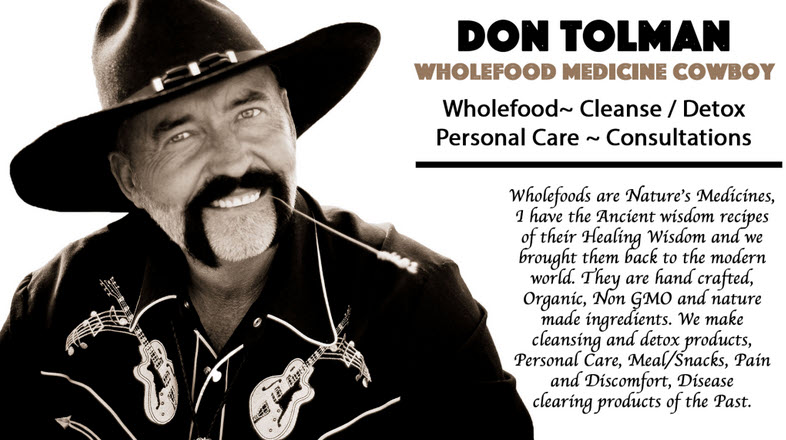 DON TOLMAN
WHOLEFOOD MEDICINE COWBOY
Wholefood~ Cleanse / Detox
Personal Care ~ Consultations
Wholefoods are Nature's Medicines,
I have the Ancient wisdom recipes
of their Healing Wisdom and we
brought them back to the modern
world. They are hand crafted,
Organic, Non GMO and nature
made ingredients. We make
cleansing and detox products,
Personal Care, Meal/Snacks, Pain
and Discomfort, Disease
clearing products of the Past.